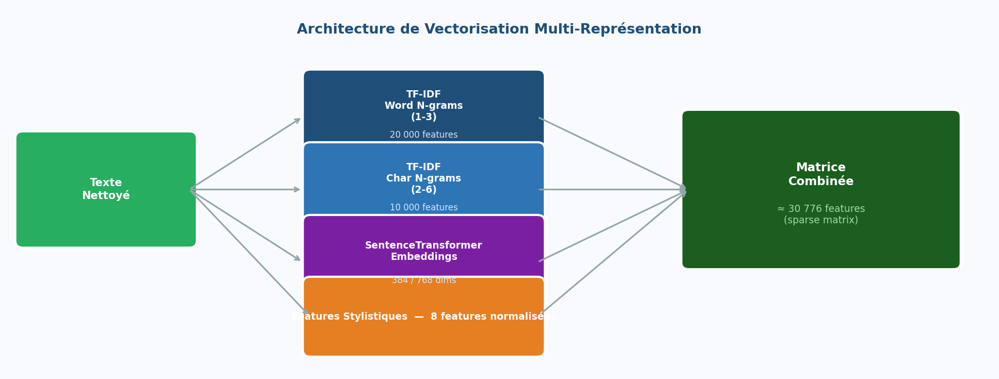 Architecture de Vectorisation Multi-Représentation
Texte
Nettoyé
TF-IDF
Word N-grams
(1-3)
20 000 features
TF-IDF
Char N-grams
(2-6)
10 000 features
SentenceTransformer
Embeddings
384 / 768 dims
Features Stylistiques — 8 features normalisées
Matrice
Combinée
≈ 30 776 features
(sparse matrix)